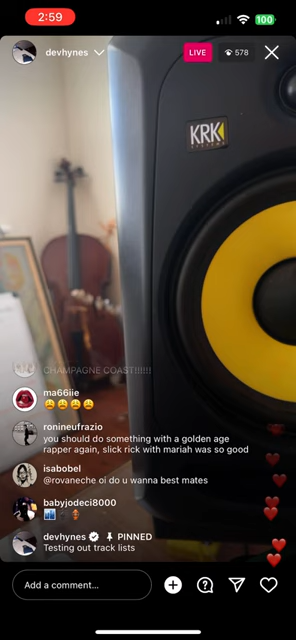 2:59
100
devhynes
LIVE
578
KRK
SYSTEMS
CHAMPAGNE COAST!!!!!!
ma66iie
😩😩😩😩
ronineufrazio
you should do something with a golden age
rapper again, slick rick with mariah was so good
isabobel
@rovaneche oi do u wanna best mates
babyjodeci8000
devhynes PINNED
Testing out track lists
Add a comment...